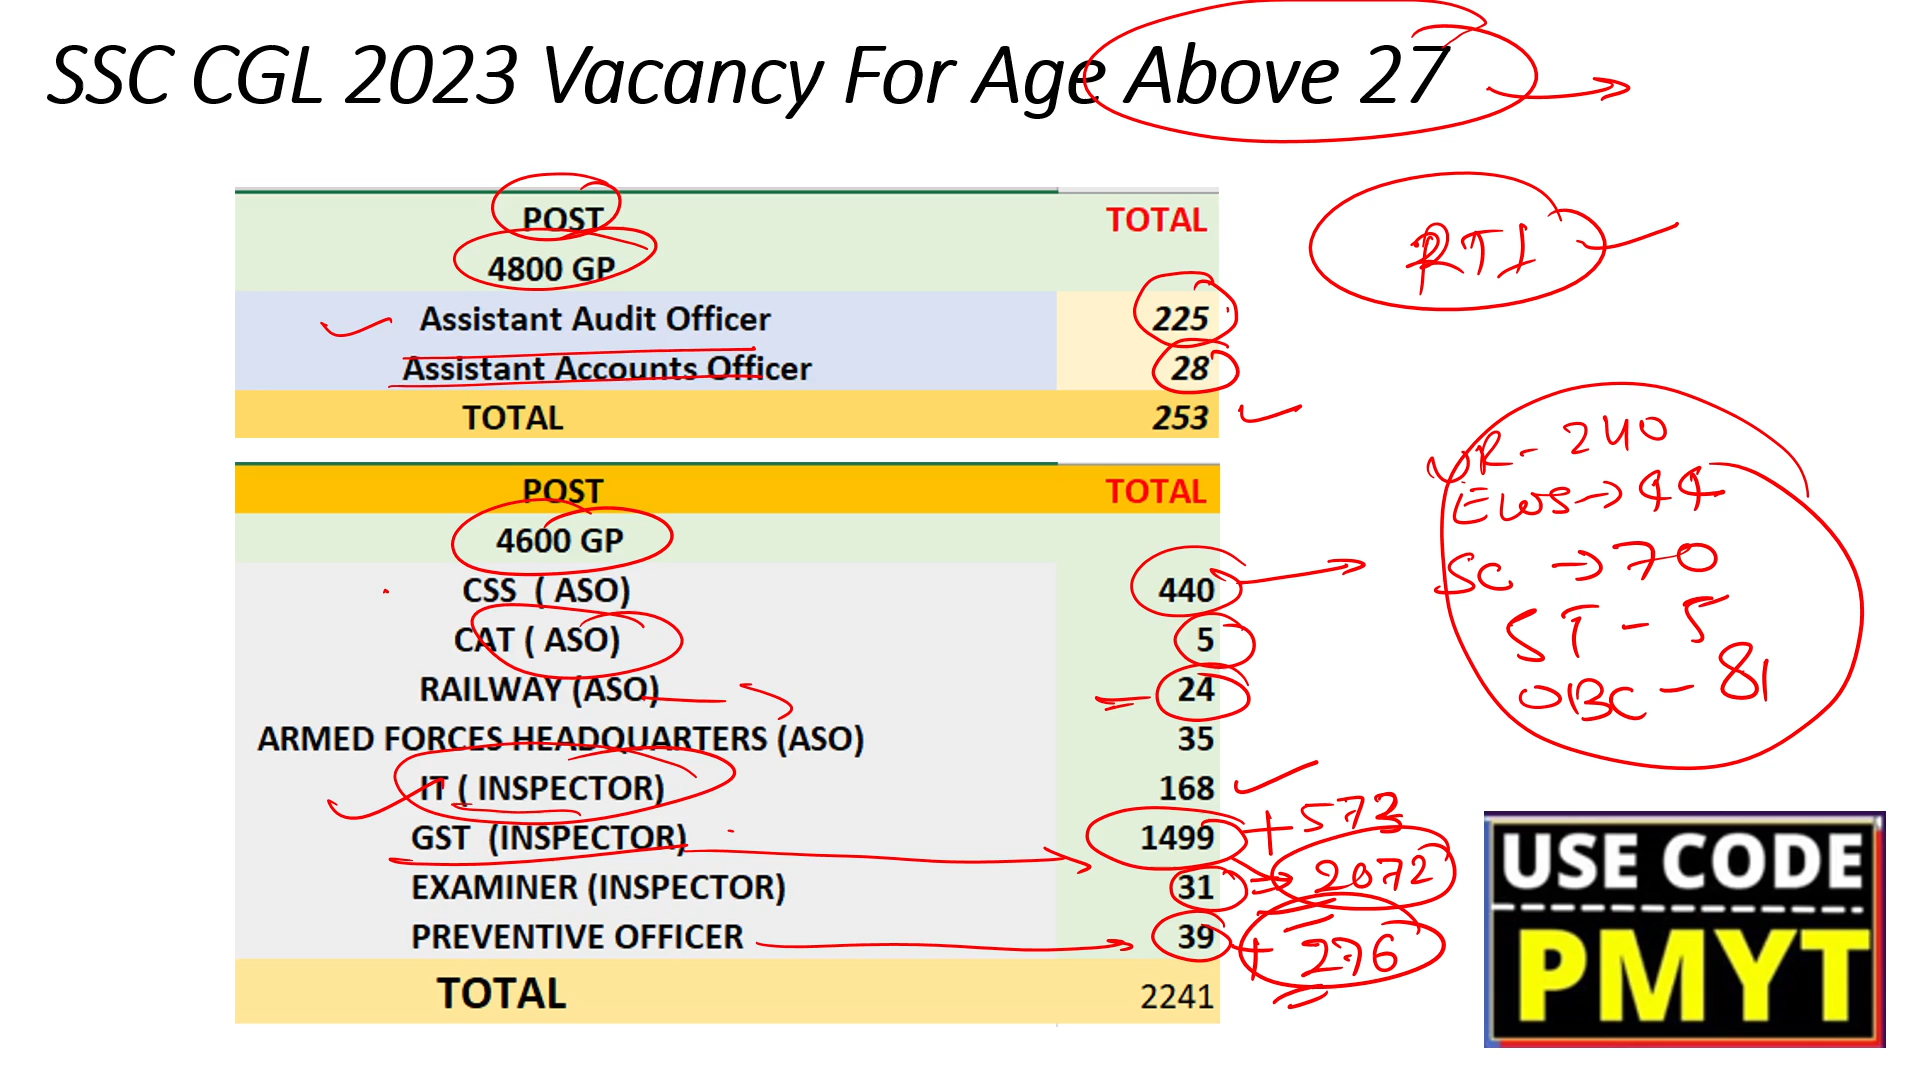 SSC CGL 2023 Vacancy For Age Above 27
POST TOTAL
4800 GP
Assistant Audit Officer 225
Assistant Accounts Officer 28
TOTAL 253
RTI
POST TOTAL
4600 GP
CSS ( ASO) 440
CAT ( ASO) 5
RAILWAY (ASO) 24
ARMED FORCES HEADQUARTERS (ASO) 35
IT ( INSPECTOR) 168
GST (INSPECTOR) 1499 + 573
EXAMINER (INSPECTOR) 31 2072
PREVENTIVE OFFICER 39 + 276
TOTAL 2241
UR - 240
EWS → 44
SC → 70
ST - 5
OBC - 81
USE CODE
PMYT